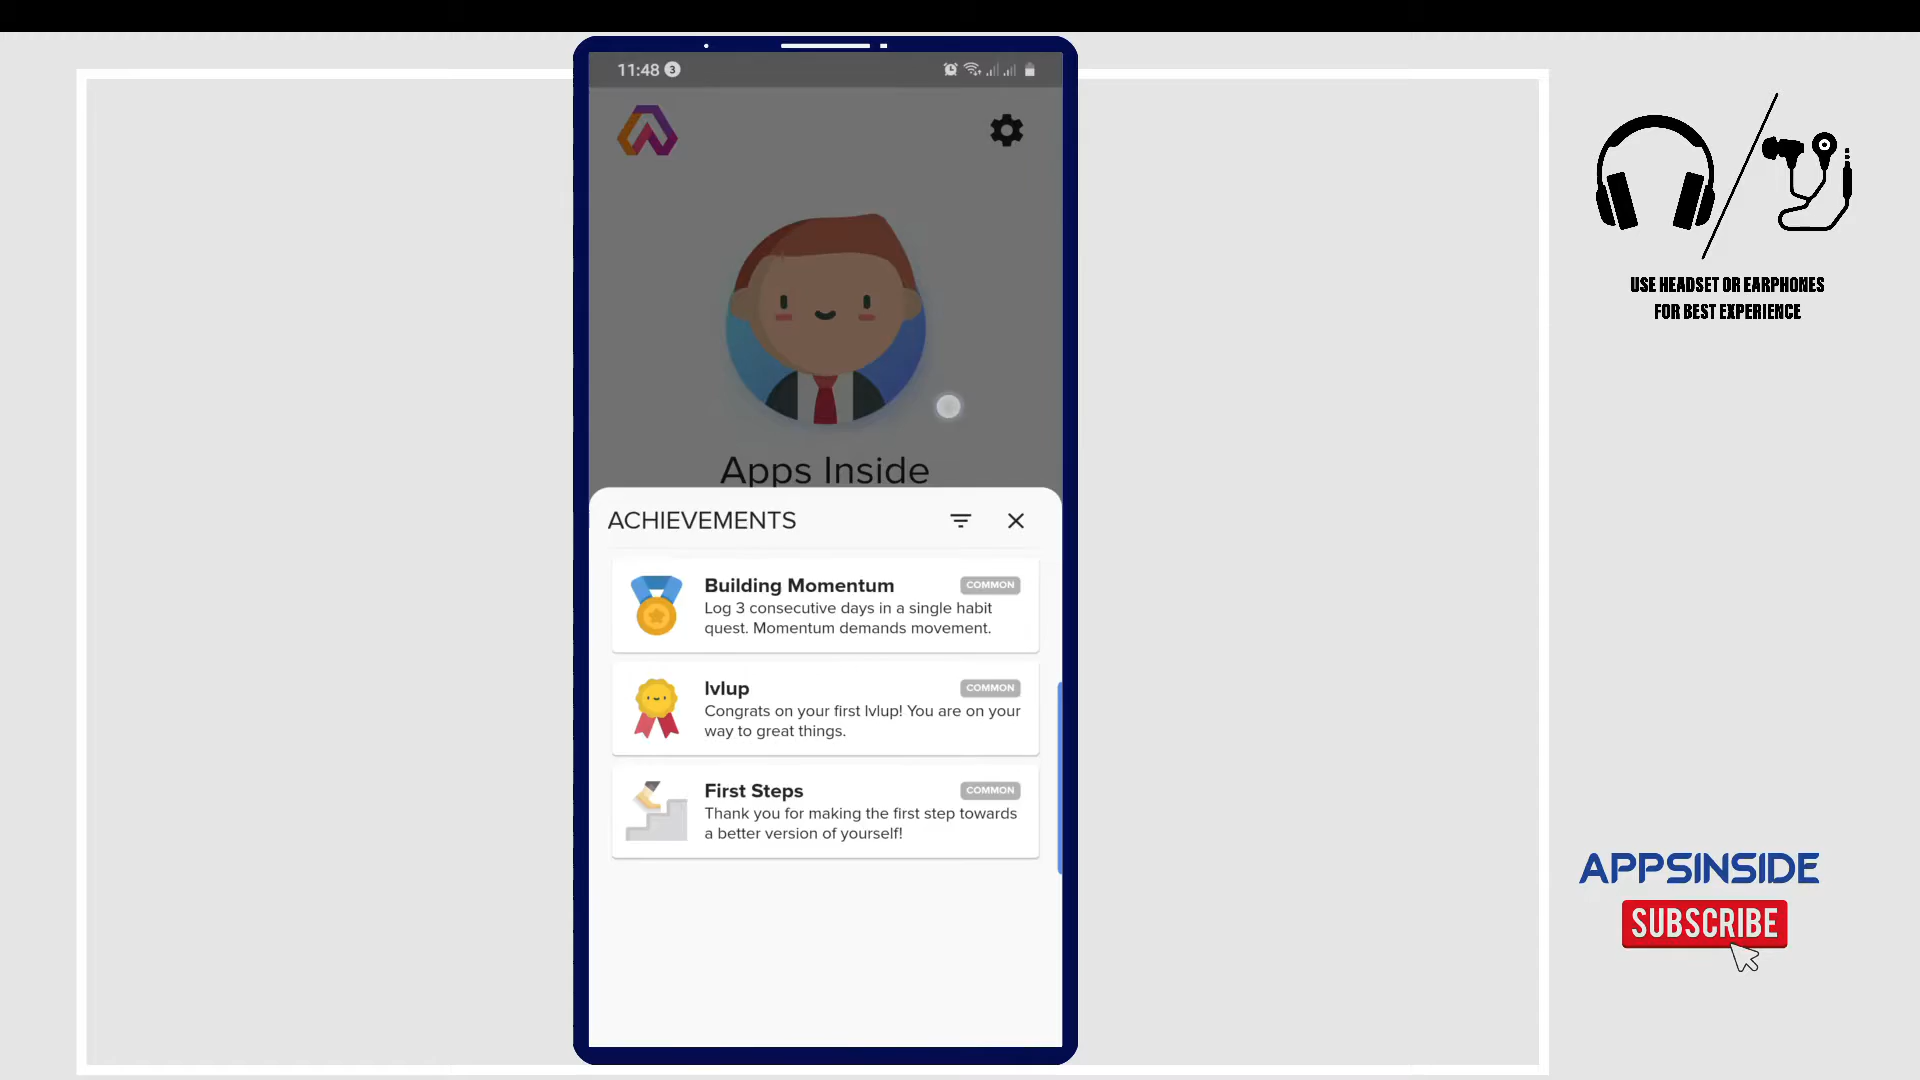 11:48 3
USE HEADSET OR EARPHONES
FOR BEST EXPERIENCE
Apps Inside
ACHIEVEMENTS
Building Momentum
COMMON
Log 3 consecutive days in a single habit
quest. Momentum demands movement.
lvlup
COMMON
Congrats on your first lvlup! You are on your
way to great things.
First Steps
COMMON
Thank you for making the first step towards
a better version of yourself!
APPSINSIDE
SUBSCRIBE